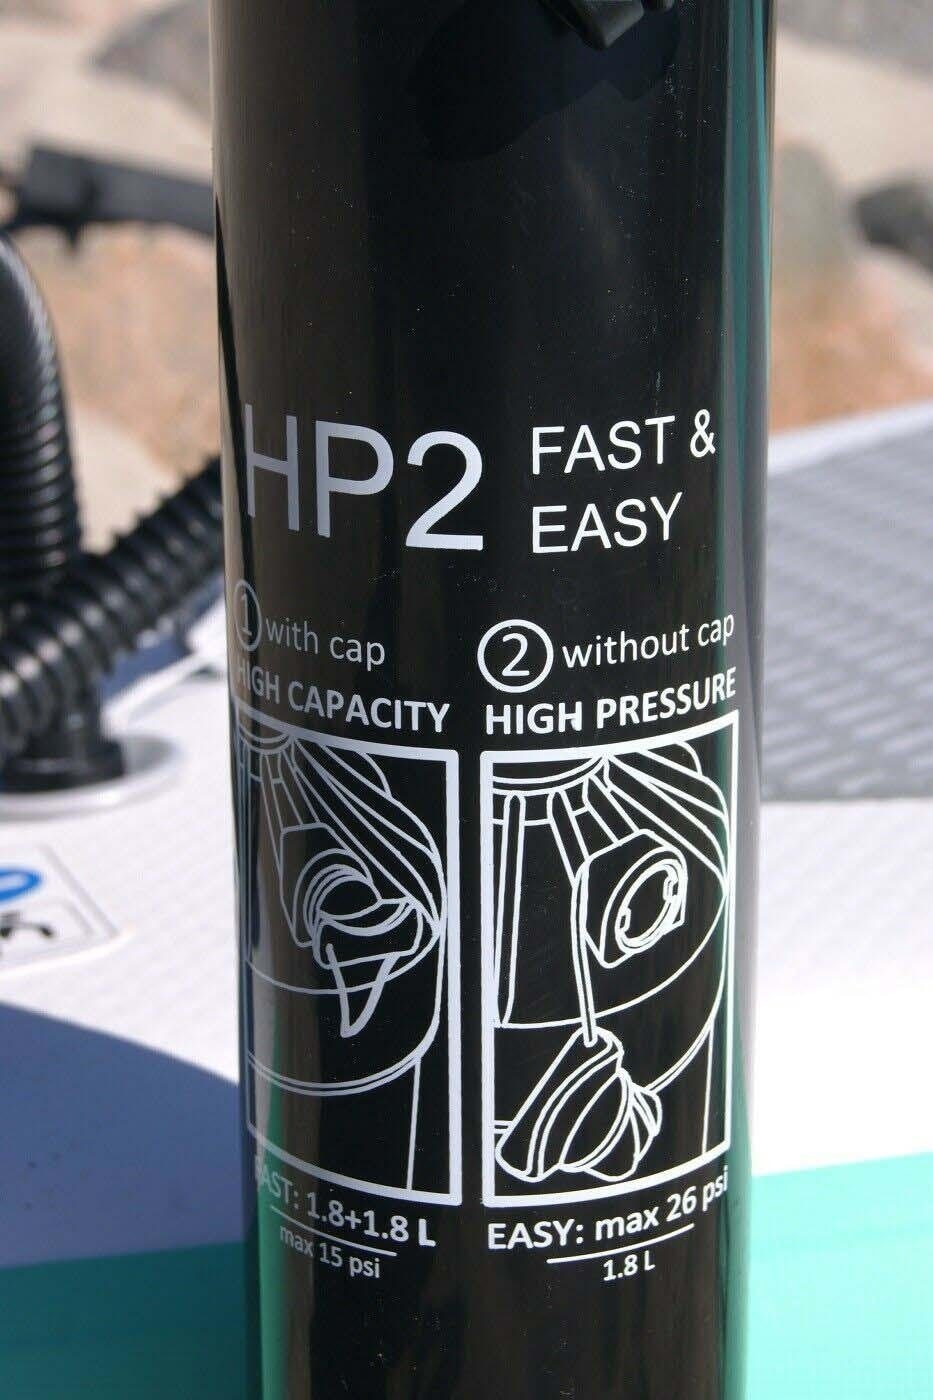 HP2
FAST &
EASY
1 with cap
HIGH CAPACITY
FAST: 1.8+1.8 L
max 15 psi
2 without cap
HIGH PRESSURE
EASY: max 26 psi
1.8 L